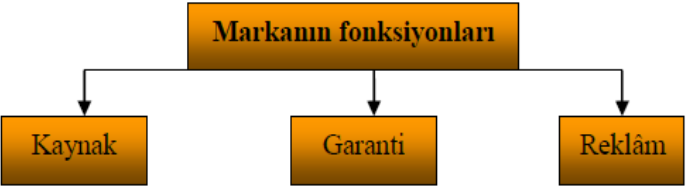 Markanın fonksiyonları
Kaynak
Garanti
Reklâm